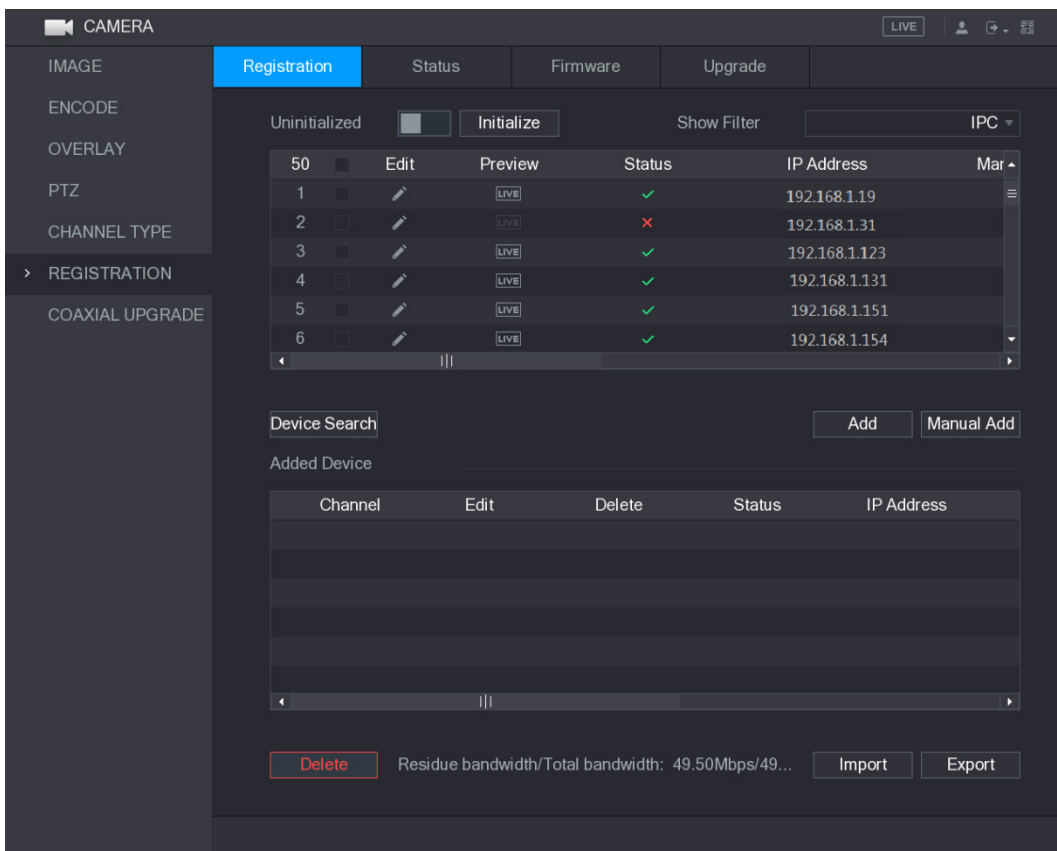 CAMERA LIVE
IMAGE
ENCODE
OVERLAY
PTZ
CHANNEL TYPE
REGISTRATION
COAXIAL UPGRADE
Registration Status Firmware Upgrade
Uninitialized Initialize Show Filter IPC
50 Edit Preview Status IP Address Man
1 LIVE 192.168.1.19
2 LIVE 192.168.1.31
3 LIVE 192.168.1.123
4 LIVE 192.168.1.131
5 LIVE 192.168.1.151
6 LIVE 192.168.1.154
Device Search Add Manual Add
Added Device
Channel Edit Delete Status IP Address
Delete Residue bandwidth/Total bandwidth: 49.50Mbps/49... Import Export